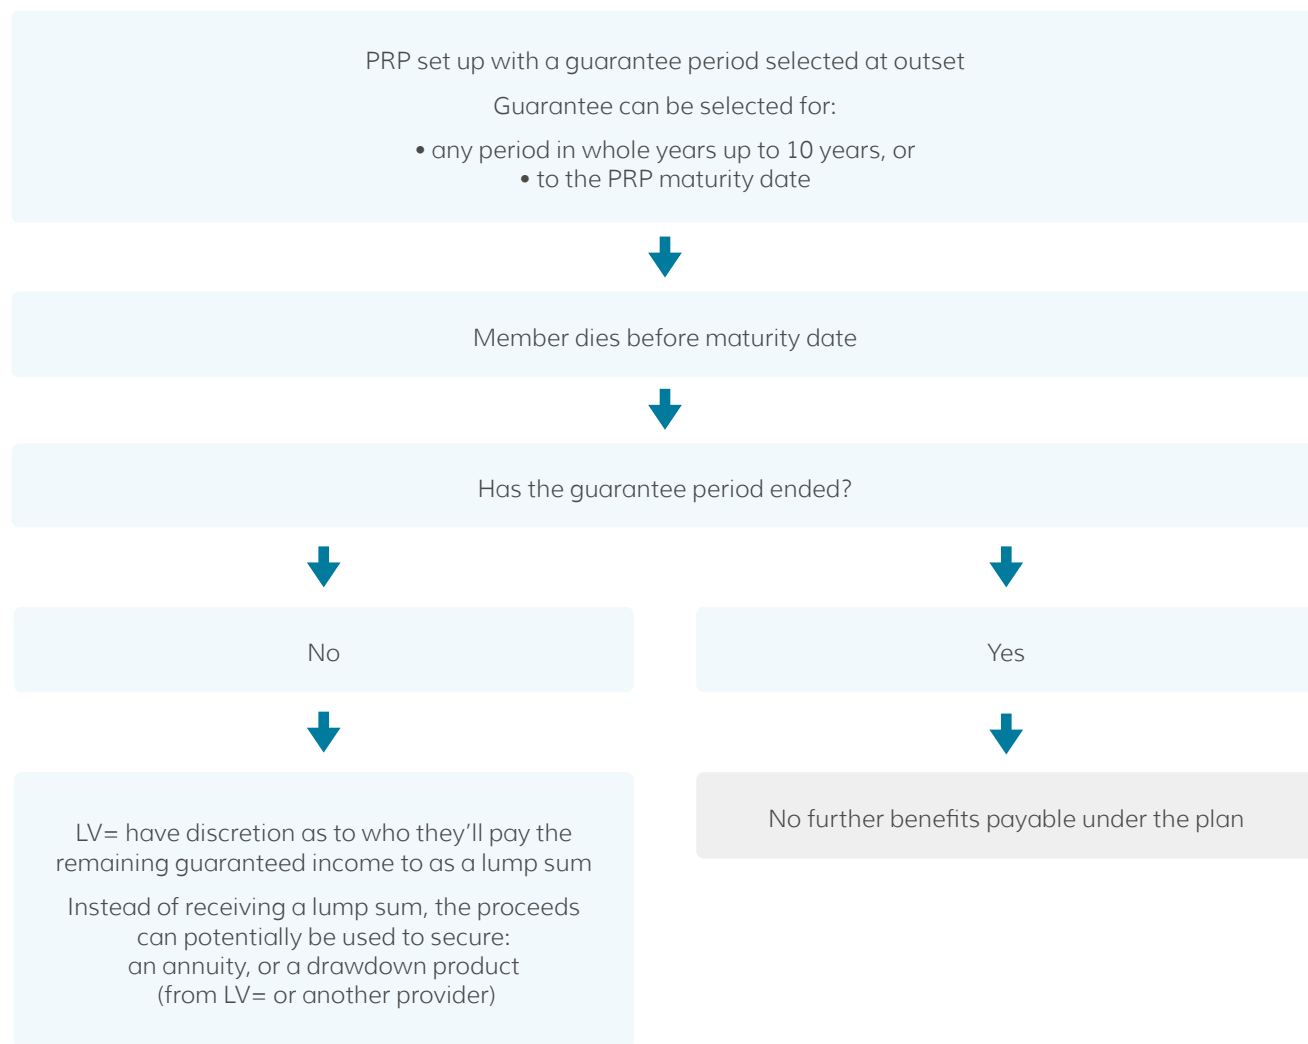 PRP set up with a guarantee period selected at outset
Guarantee can be selected for:
• any period in whole years up to 10 years, or
• to the PRP maturity date
Member dies before maturity date
Has the guarantee period ended?
No
Yes
LV= have discretion as to who they’ll pay the
remaining guaranteed income to as a lump sum
Instead of receiving a lump sum, the proceeds
can potentially be used to secure:
an annuity, or a drawdown product
(from LV= or another provider)
No further benefits payable under the plan